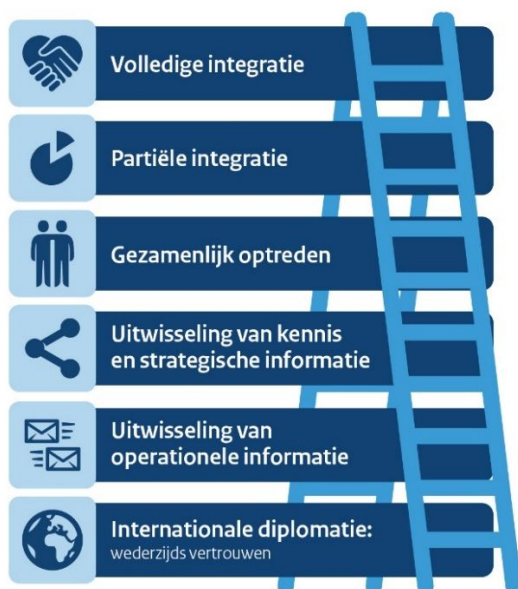 Volledige integratie
Partiële integratie
Gezamenlijk optreden
Uitwisseling van kennis
en strategische informatie
Uitwisseling van
operationele informatie
Internationale diplomatie:
wederzijds vertrouwen